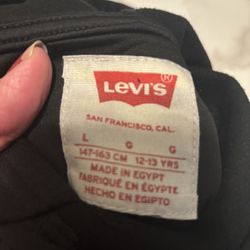 LEVI'S®
SAN FRANCISCO, CAL.
L G G
147-163 CM 12-13 YRS
MADE IN EGYPT
FABRIQUÉ EN ÉGYPTE
HECHO EN EGIPTO